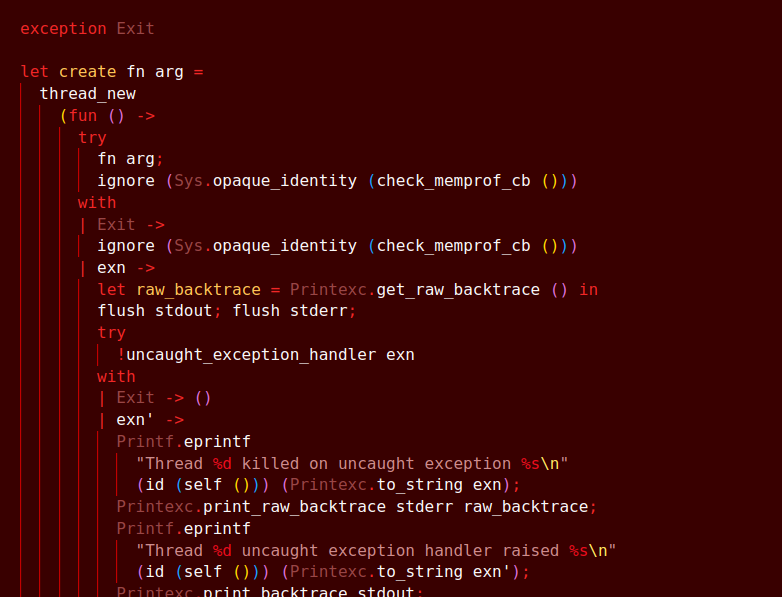 exception Exit
let create fn arg =
thread_new
(fun () ->
try
fn arg;
ignore (Sys.opaque_identity (check_memprof_cb ()))
with
| Exit ->
ignore (Sys.opaque_identity (check_memprof_cb ()))
| exn ->
let raw_backtrace = Printexc.get_raw_backtrace () in
flush stdout; flush stderr;
try
!uncaught_exception_handler exn
with
| Exit -> ()
| exn' ->
Printf.eprintf
"Thread %d killed on uncaught exception %s\n"
(id (self ())) (Printexc.to_string exn);
Printexc.print_raw_backtrace stderr raw_backtrace;
Printf.eprintf
"Thread %d uncaught exception handler raised %s\n"
(id (self ())) (Printexc.to_string exn');
Printexc.print_backtrace stdout;